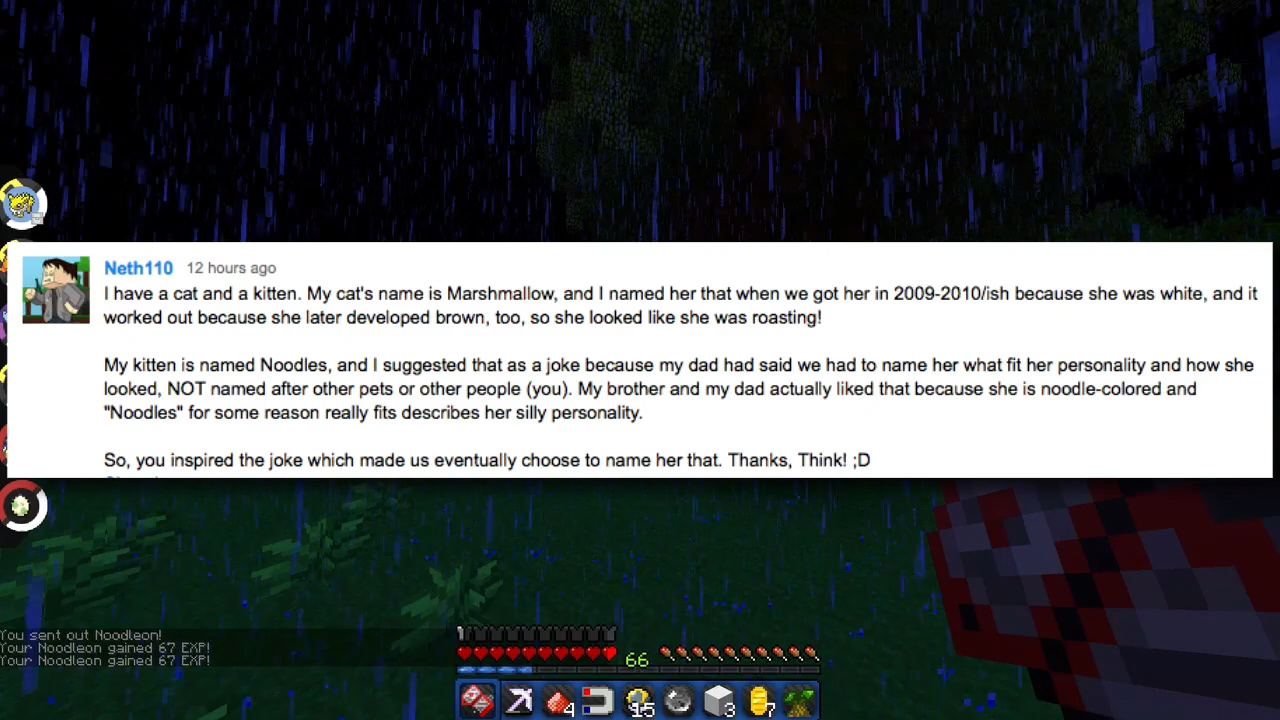 Neth110 12 hours ago
I have a cat and a kitten. My cat's name is Marshmallow, and I named her that when we got her in 2009-2010/ish because she was white, and it
worked out because she later developed brown, too, so she looked like she was roasting!
My kitten is named Noodles, and I suggested that as a joke because my dad had said we had to name her what fit her personality and how she
looked, NOT named after other pets or other people (you). My brother and my dad actually liked that because she is noodle-colored and
"Noodles" for some reason really fits describes her silly personality.
So, you inspired the joke which made us eventually choose to name her that. Thanks, Think! ;D
You sent out Noodleon!
Your Noodleon gained 67 EXP!
Your Noodleon gained 67 EXP!
66
4 15 3 7